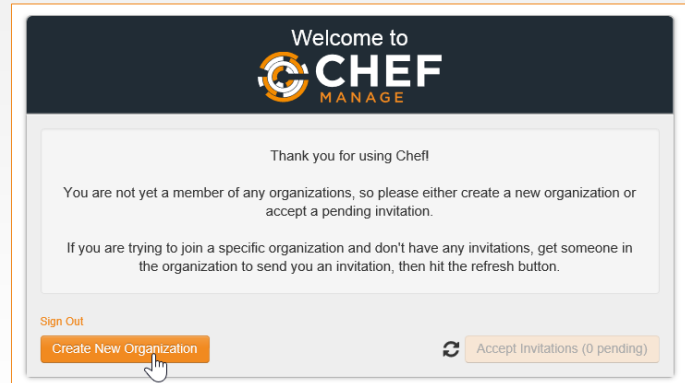 Welcome to
CHEF
MANAGE
Thank you for using Chef!
You are not yet a member of any organizations, so please either create a new organization or
accept a pending invitation.
If you are trying to join a specific organization and don't have any invitations, get someone in
the organization to send you an invitation, then hit the refresh button.
Sign Out
Create New Organization
Accept Invitations (0 pending)